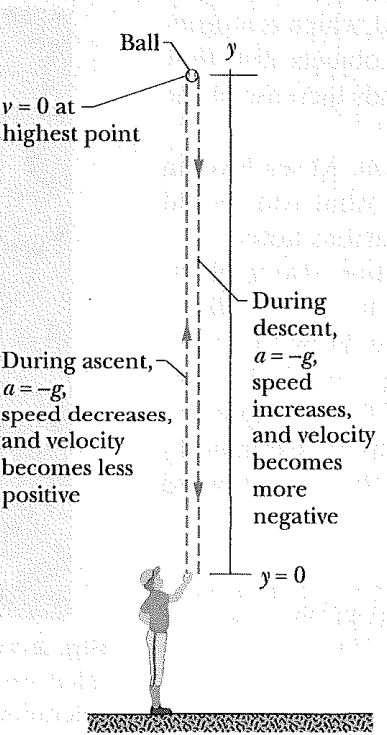 Ball
y
v = 0 at
highest point
During ascent,
a = –g,
speed decreases,
and velocity
becomes less
positive
During
descent,
a = –g,
speed
increases,
and velocity
becomes
more
negative
y = 0